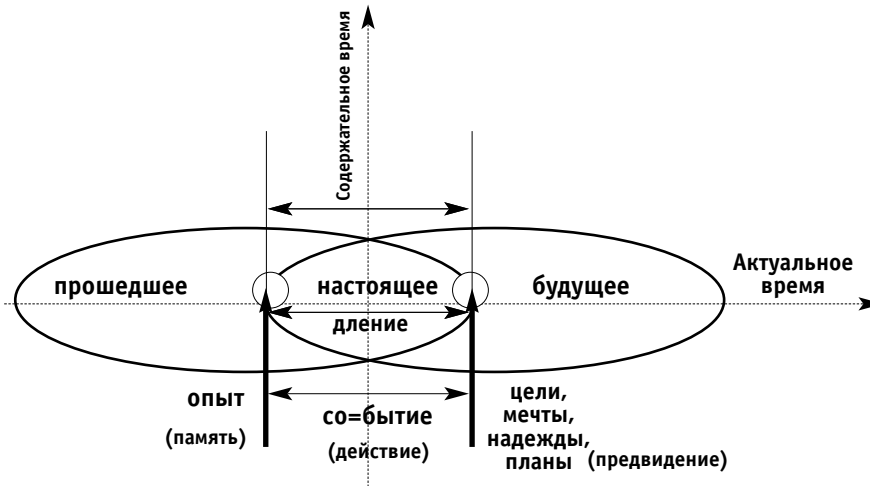 Содержательное время
Актуальное
время
прошедшее
настоящее
будущее
дление
опыт
(память)
со=бытие
(действие)
цели,
мечты,
надежды,
планы (предвидение)